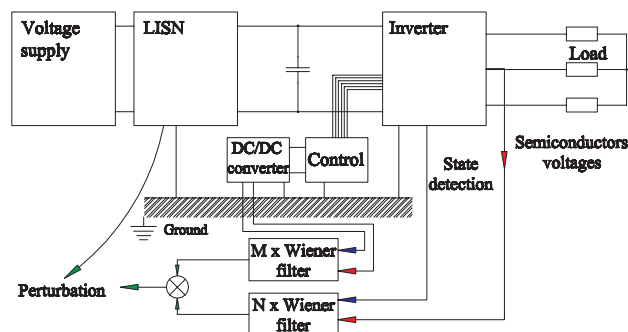 Voltage
supply
LISN
Inverter
Load
DC/DC
converter
Control
State
detection
Semiconductors
voltages
Ground
M x Wiener
filter
Perturbation
N x Wiener
filter